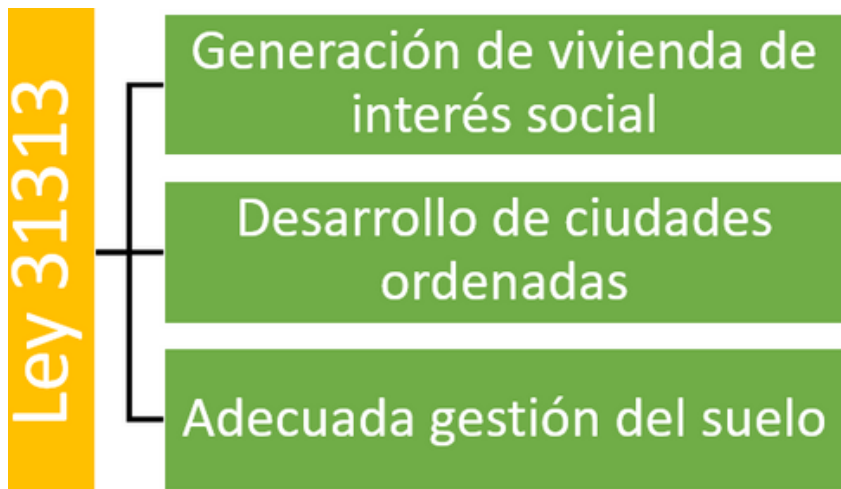 Ley 31313
Generación de vivienda de
interés social
Desarrollo de ciudades
ordenadas
Adecuada gestión del suelo